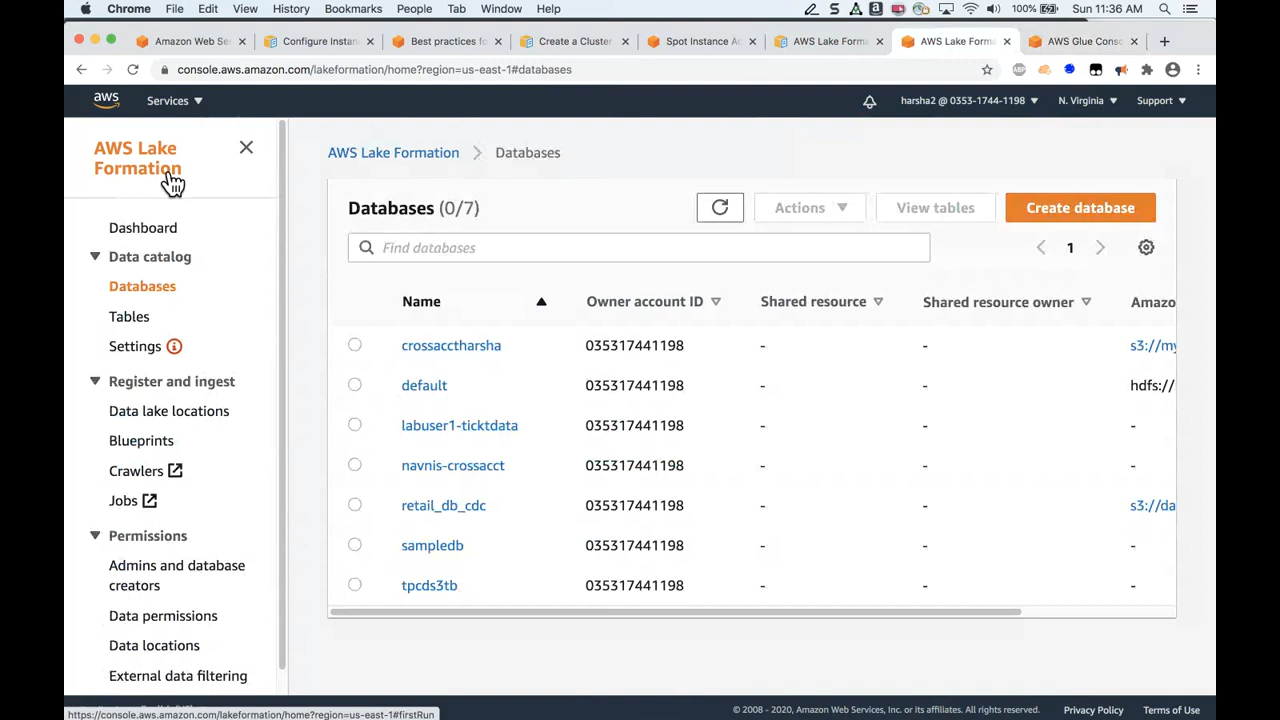 Chrome File Edit View History Bookmarks People Tab Window Help 100% Sun 11:36 AM
Amazon Web Se Configure Instan Best practices fo Create a Cluster Spot Instance Ad AWS Lake Forma AWS Lake Forma AWS Glue Conso
console.aws.amazon.com/lakeformation/home?region=us-east-1#databases ABP
aws Services harsha2 @ 0353-1744-1198 N. Virginia Support
AWS Lake
Formation
Dashboard
Data catalog
Databases
Tables
Settings
Register and ingest
Data lake locations
Blueprints
Crawlers
Jobs
Permissions
Admins and database
creators
Data permissions
Data locations
External data filtering
AWS Lake Formation > Databases
Databases (0/7) Actions View tables Create database
Find databases 1
Name Owner account ID Shared resource Shared resource owner Amazo
crossacctharsha 035317441198 - - s3://my
default 035317441198 - - hdfs://
labuser1-ticktdata 035317441198 - - -
navnis-crossacct 035317441198 - - -
retail_db_cdc 035317441198 - - s3://da
sampledb 035317441198 - - -
tpcds3tb 035317441198 - - -
https://console.aws.amazon.com/lakeformation/home?region=us-east-1#firstRun
© 2008 - 2020, Amazon Web Services, Inc. or its affiliates. All rights reserved. Privacy Policy Terms of Use